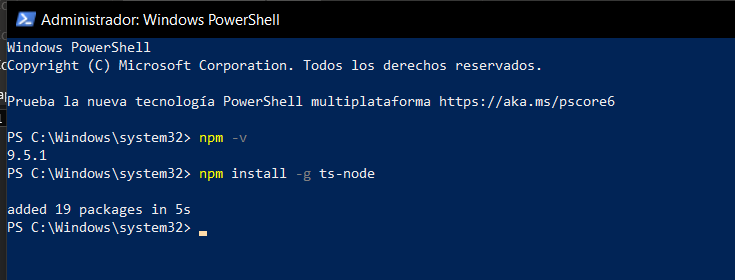 Administrador: Windows PowerShell
Windows PowerShell
Copyright (C) Microsoft Corporation. Todos los derechos reservados.
Prueba la nueva tecnología PowerShell multiplataforma https://aka.ms/pscore6
PS C:\Windows\system32> npm -v
9.5.1
PS C:\Windows\system32> npm install -g ts-node
added 19 packages in 5s
PS C:\Windows\system32>